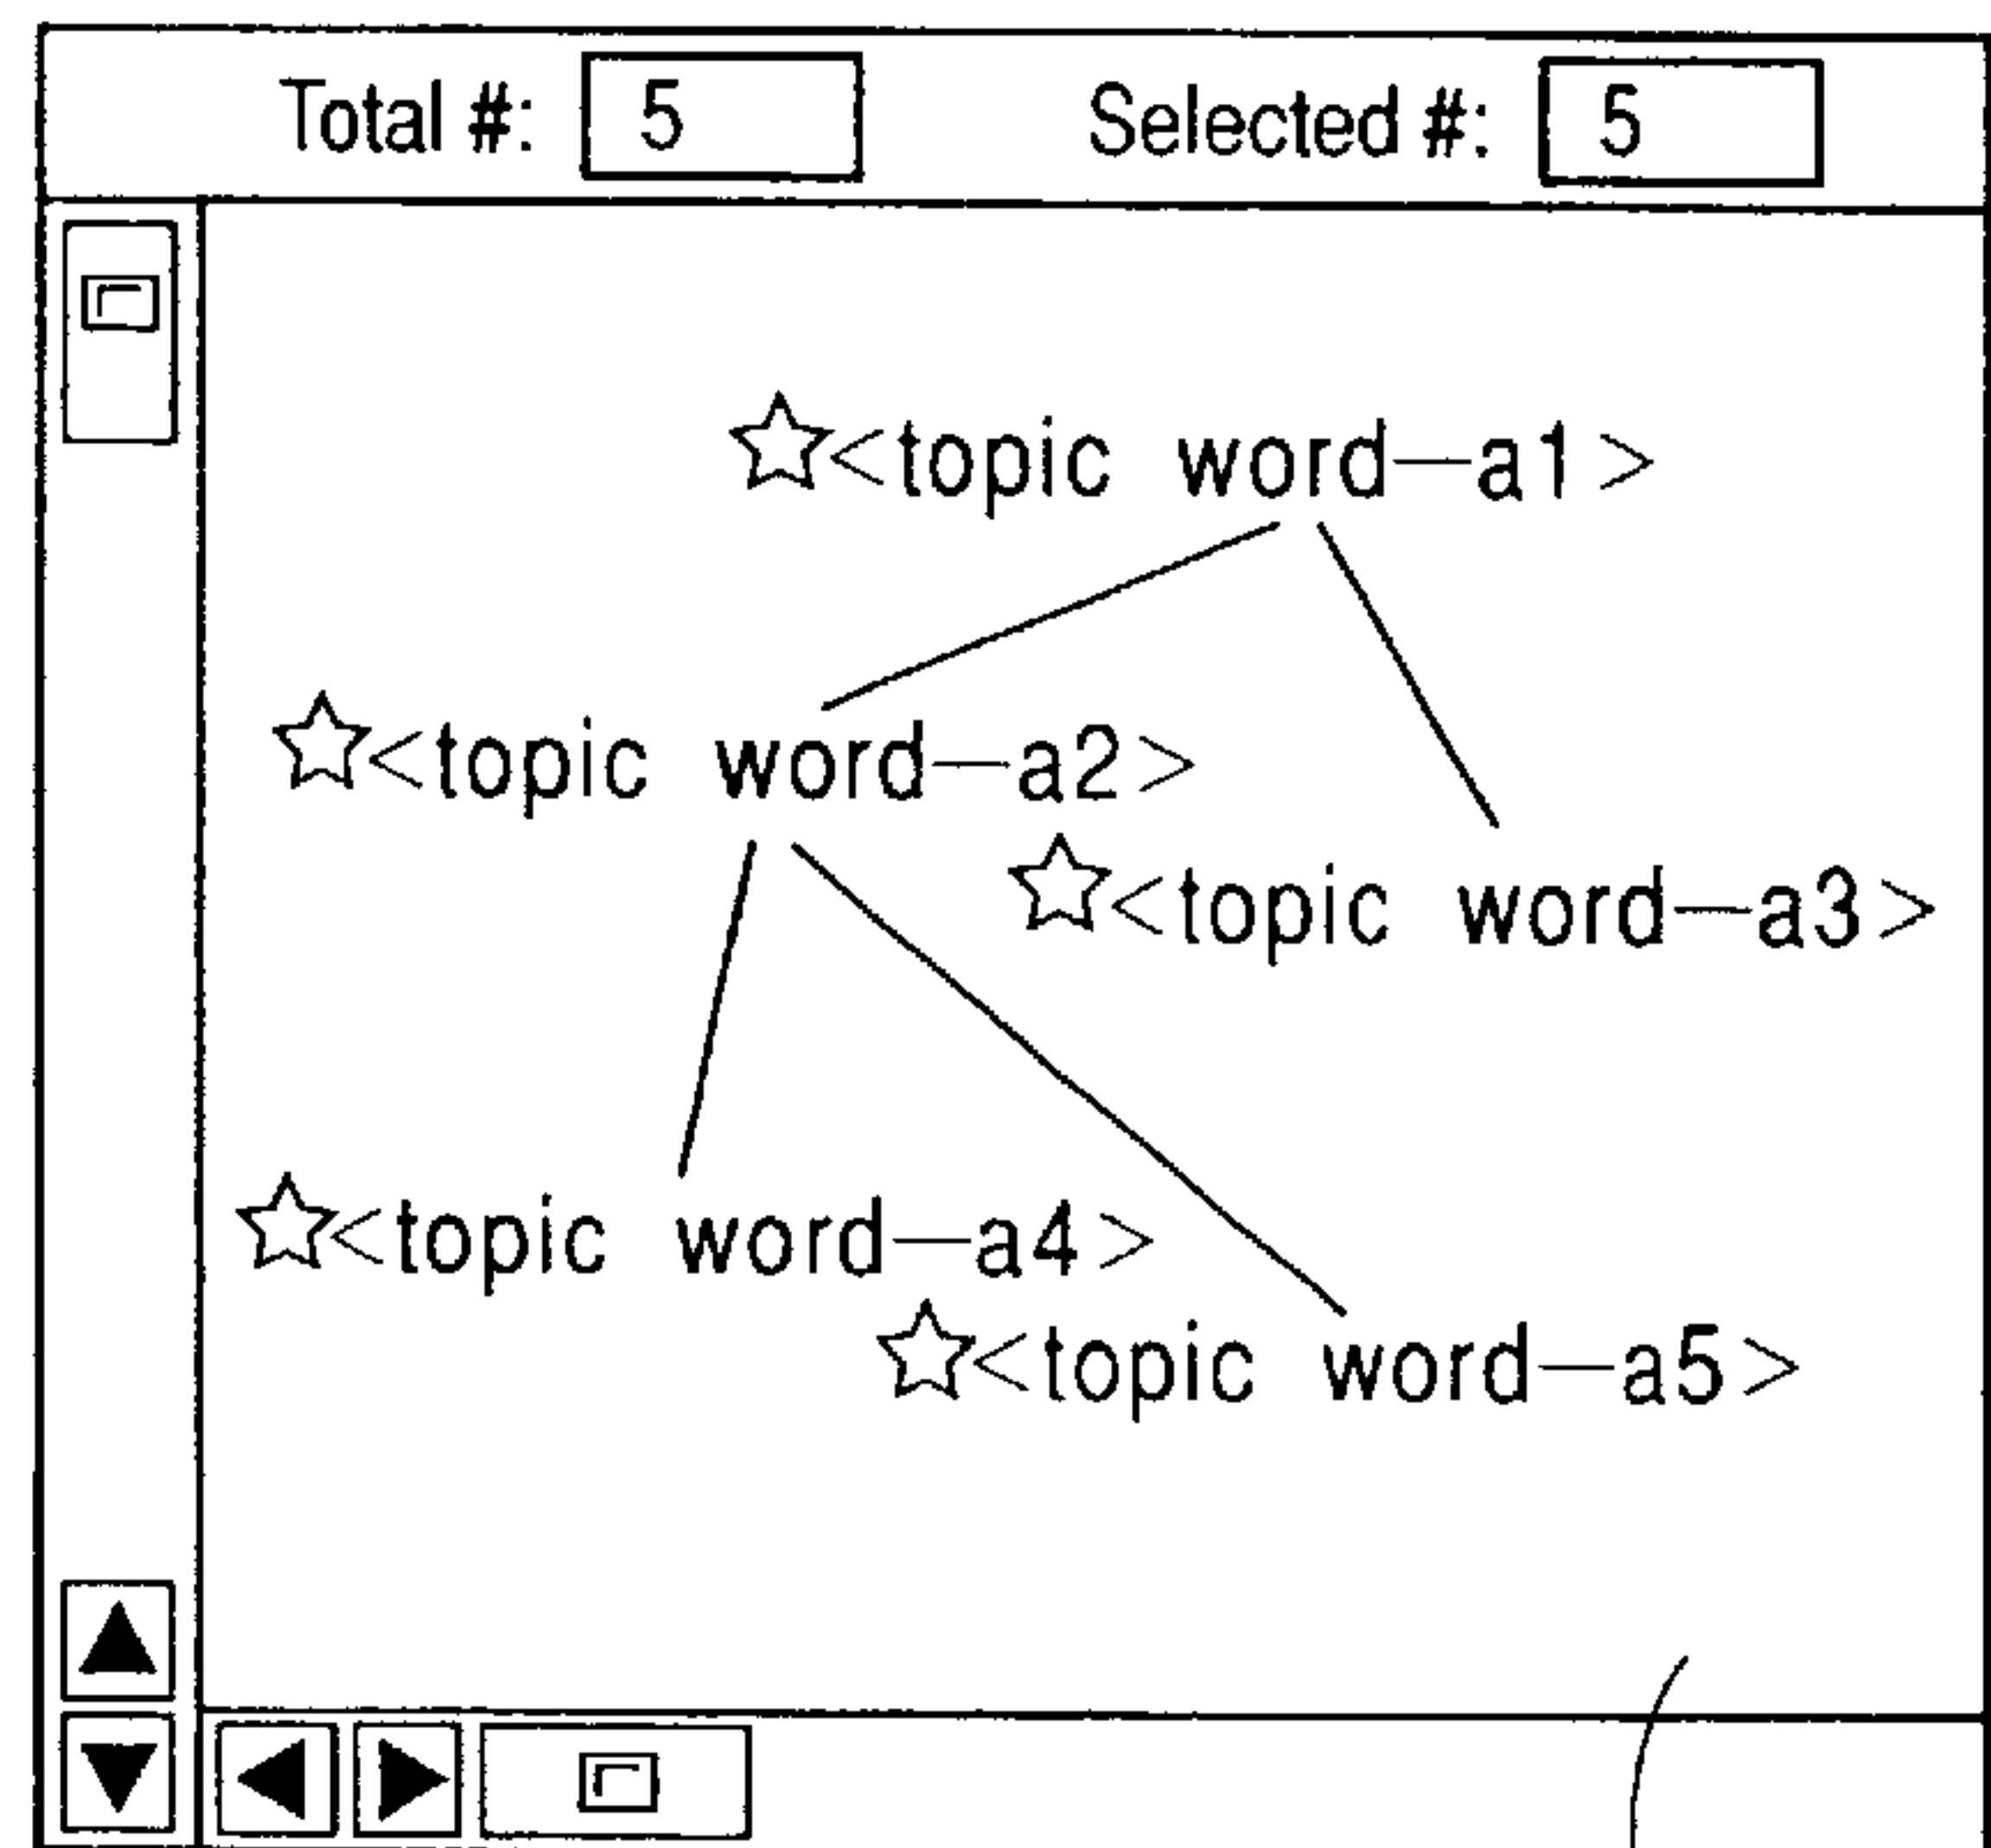 Total #: 5 Selected #: 5
☆<topic word—a1>
☆<topic word—a2>
☆<topic word—a3>
☆<topic word—a4>
☆<topic word—a5>